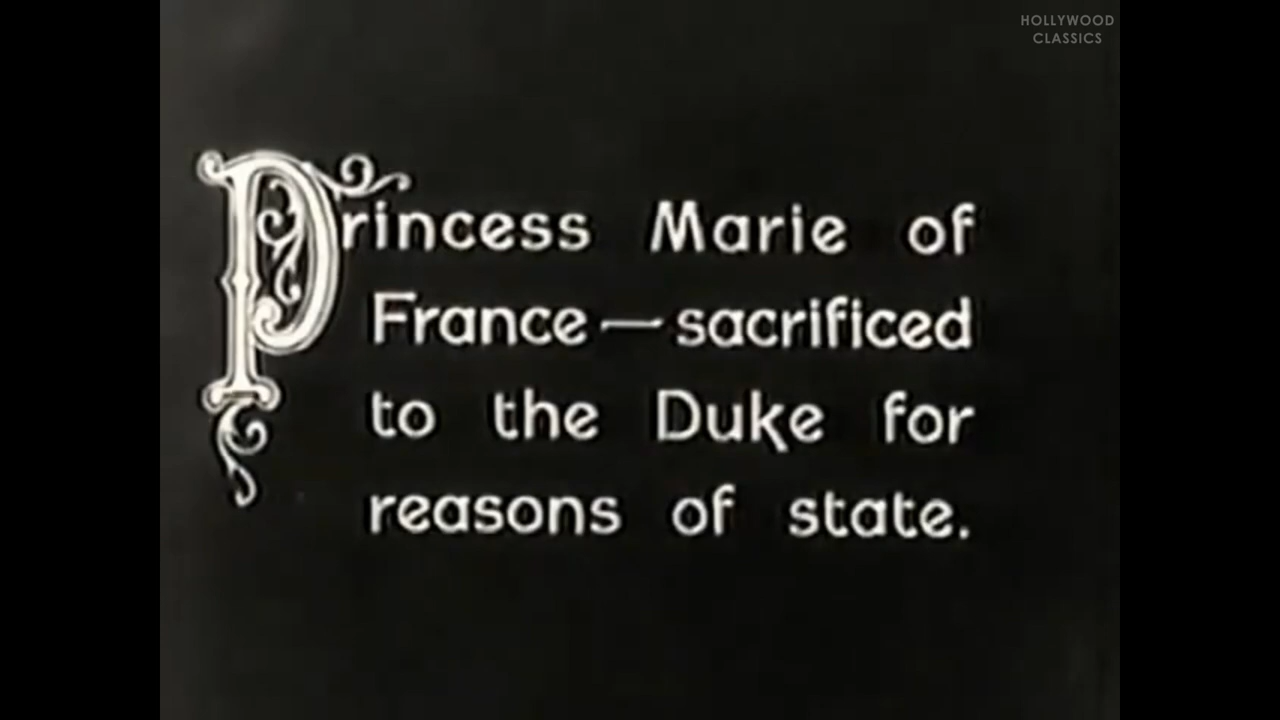 HOLLYWOOD
CLASSICS
Princess Marie of
France—sacrificed
to the Duke for
reasons of state.